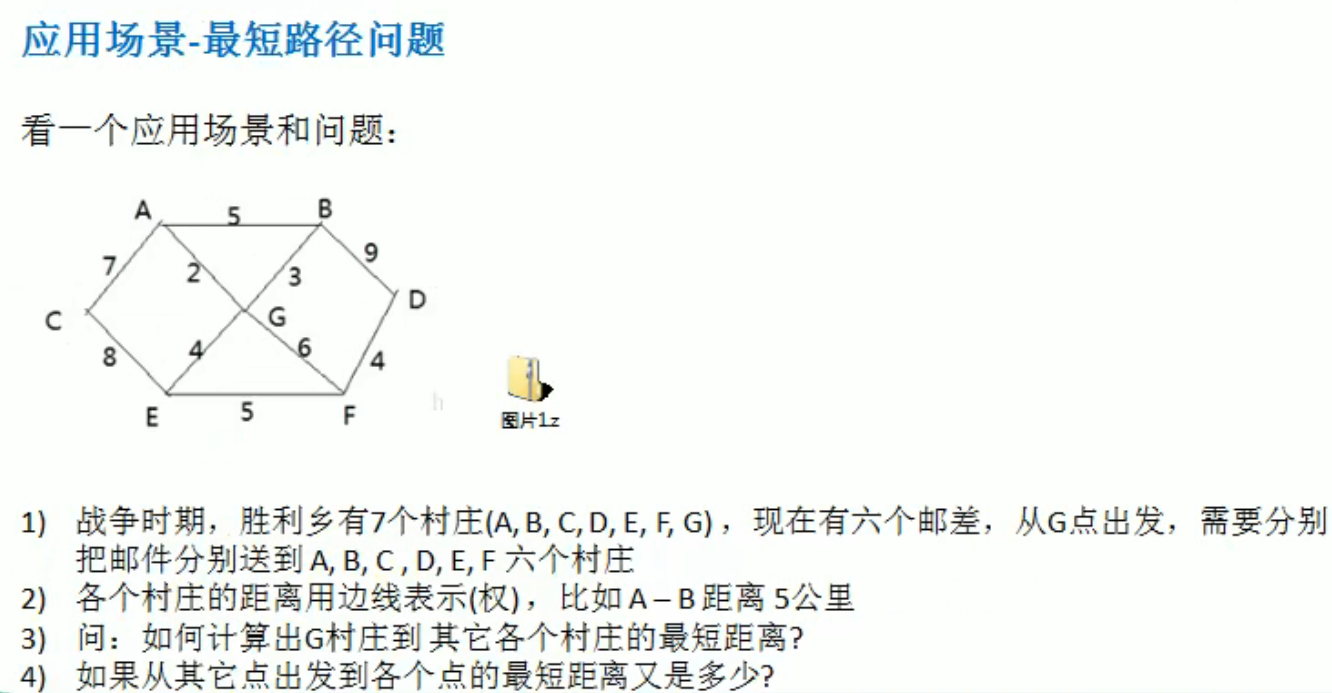 应用场景-最短路径问题
看一个应用场景和问题：
A
5
B
7
2
3
9
C
G
D
8
4
6
4
E
5
F
h
图片1.z
1) 战争时期，胜利乡有7个村庄(A, B, C, D, E, F, G) ，现在有六个邮差，从G点出发，需要分别
把邮件分别送到 A, B, C , D, E, F 六个村庄
2) 各个村庄的距离用边线表示(权) ，比如 A – B 距离 5公里
3) 问：如何计算出G村庄到 其它各个村庄的最短距离?
4) 如果从其它点出发到各个点的最短距离又是多少?